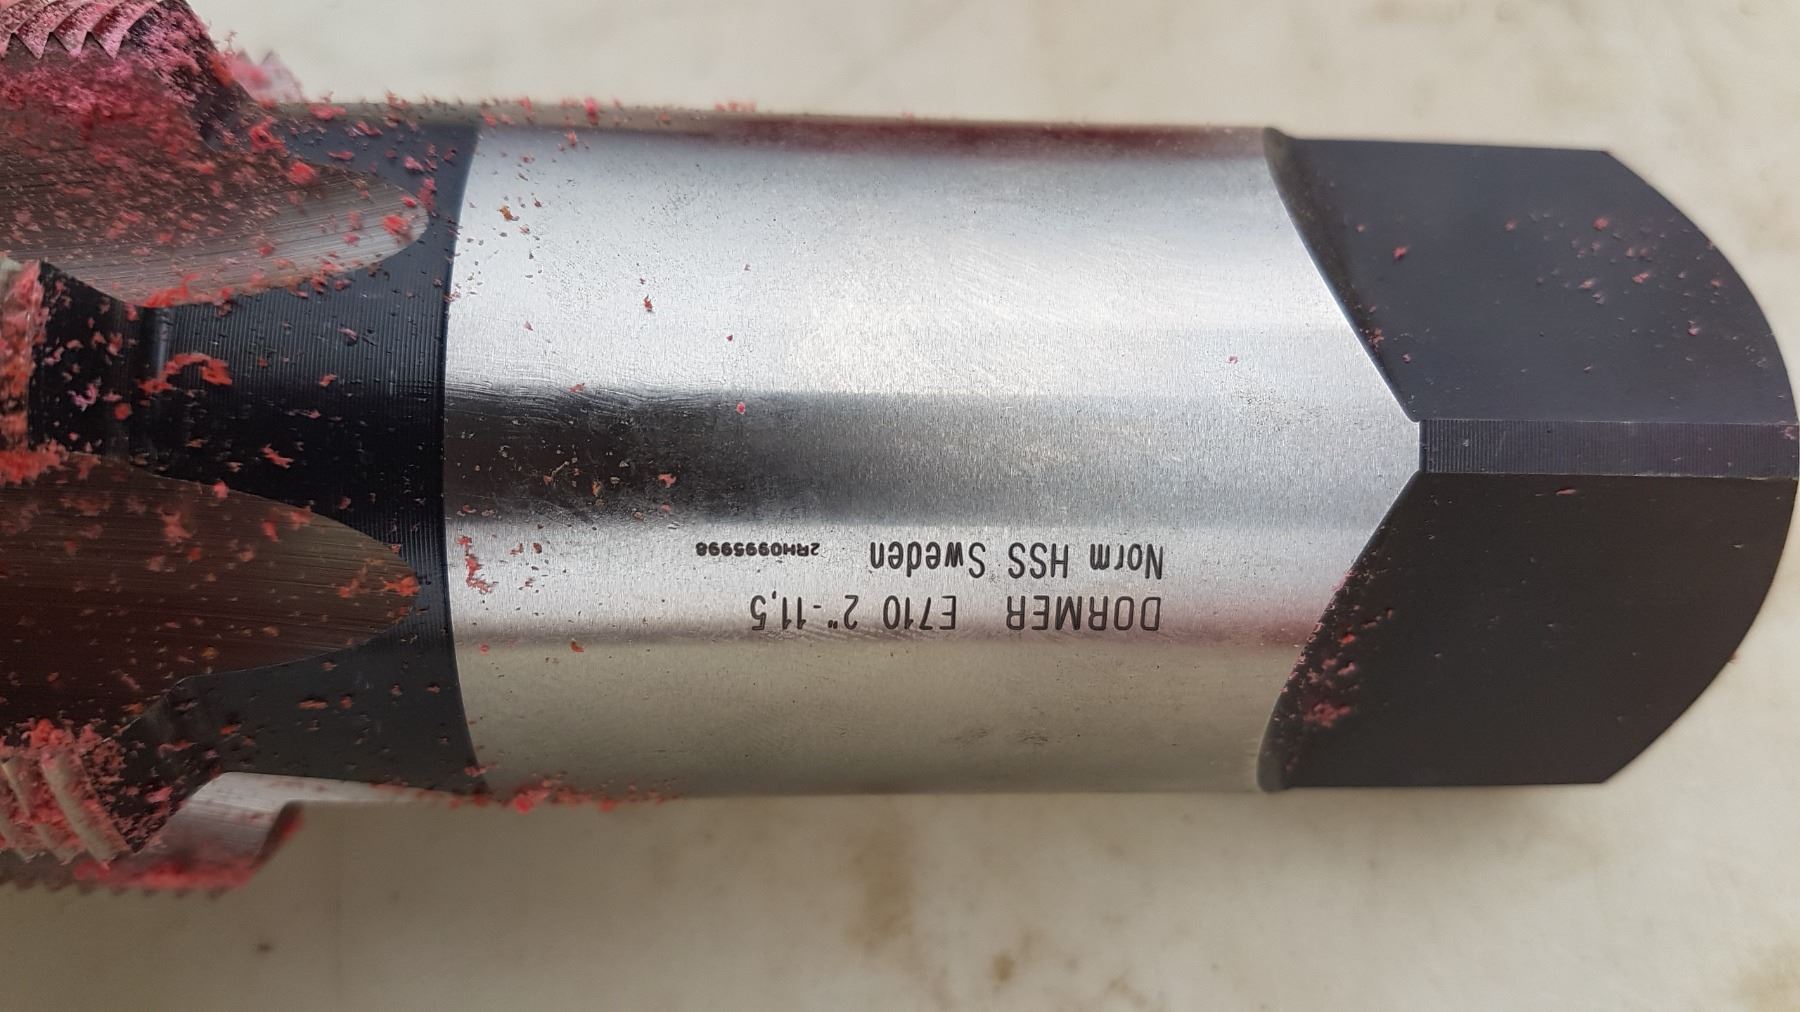 DORMER E710 2"-11,5
Norm HSS Sweden 2RH0995998